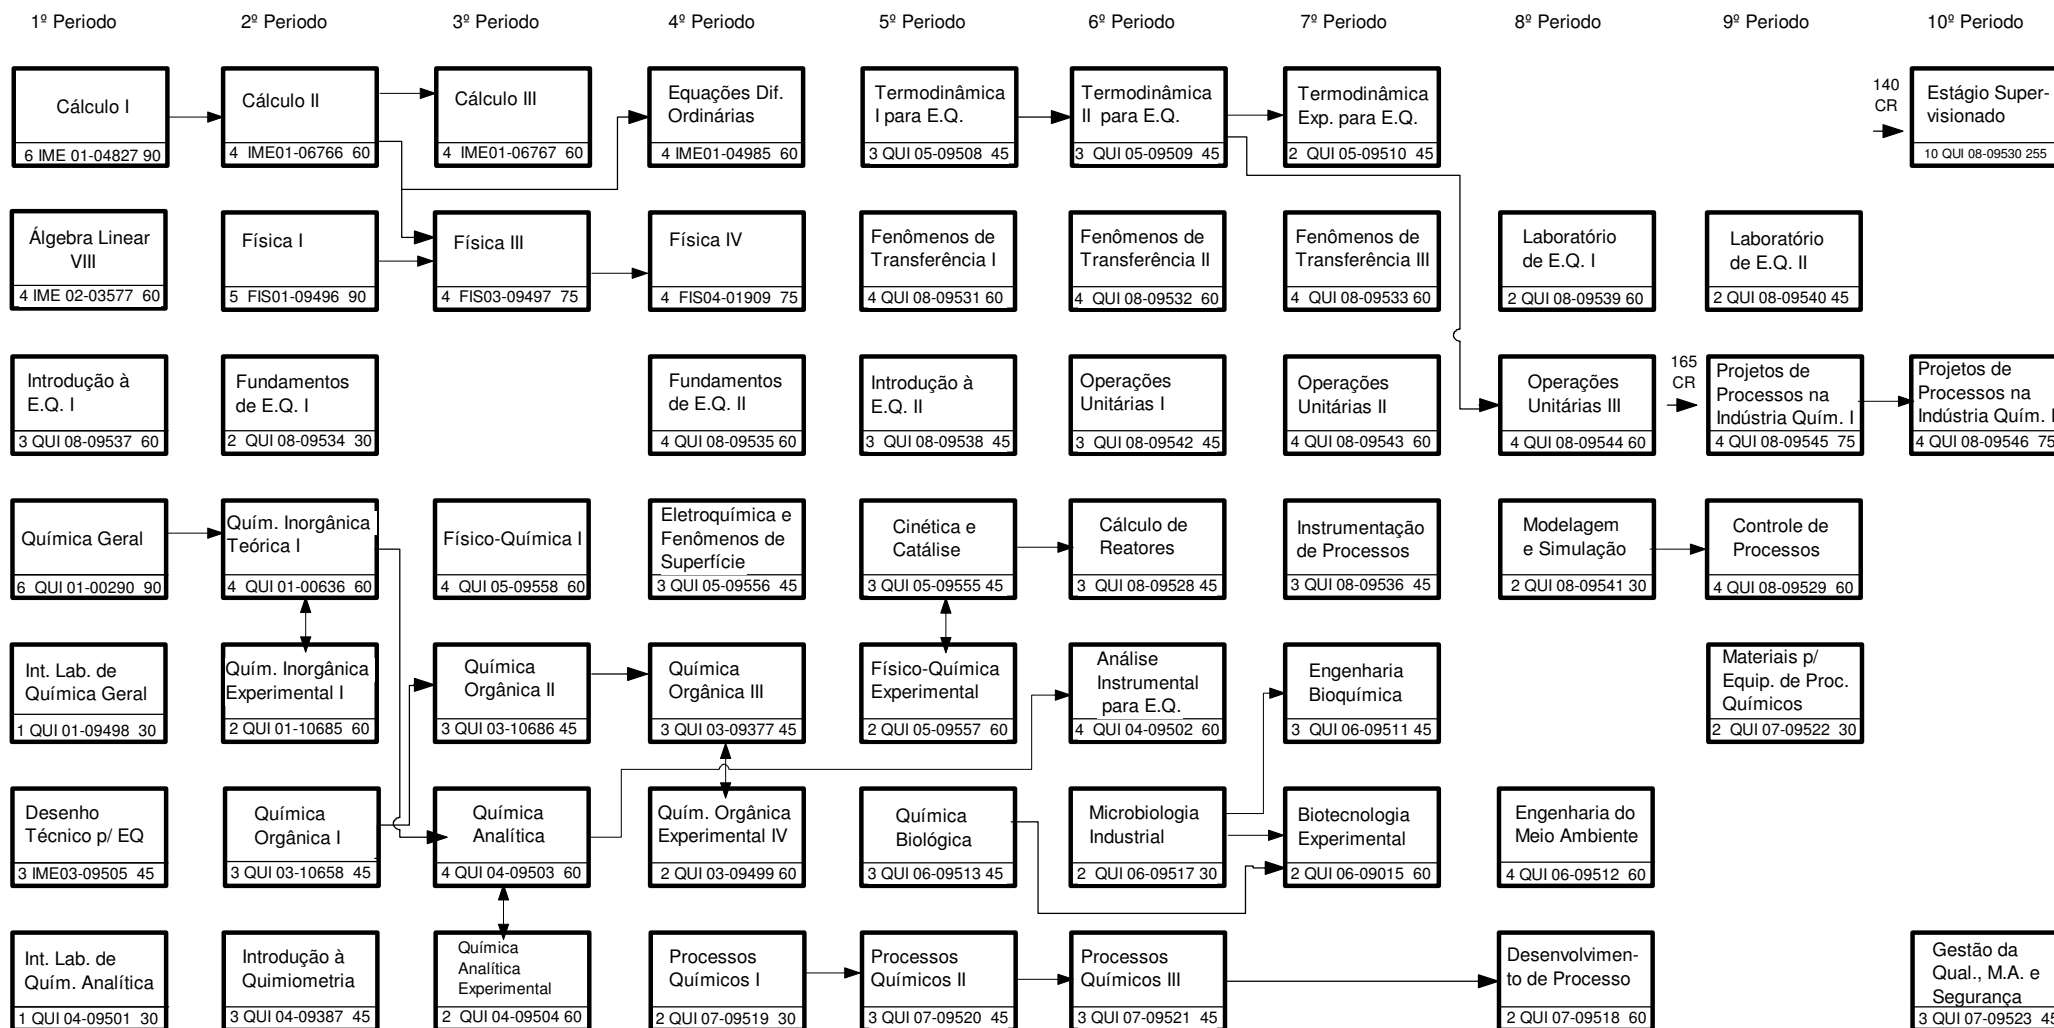 1º Periodo
2º Periodo
3º Periodo
4º Periodo
5º Periodo
6º Periodo
7º Periodo
8º Periodo
9º Periodo
10º Periodo
Cálculo I
6 IME 01-04827 90
Cálculo II
4 IME01-06766 60
Cálculo III
4 IME01-06767 60
Equações Dif.
Ordinárias
4 IME01-04985 60
Termodinâmica
I para E.Q.
3 QUI 05-09508 45
Termodinâmica
II para E.Q.
3 QUI 05-09509 45
Termodinâmica
Exp. para E.Q.
2 QUI 05-09510 45
140
CR
Estágio Super-
visionado
10 QUI 08-09530 255
Álgebra Linear
VIII
4 IME 02-03577 60
Física I
5 FIS01-09496 90
Física III
4 FIS03-09497 75
Física IV
4 FIS04-01909 75
Fenômenos de
Transferência I
4 QUI 08-09531 60
Fenômenos de
Transferência II
4 QUI 08-09532 60
Fenômenos de
Transferência III
4 QUI 08-09533 60
Laboratório
de E.Q. I
2 QUI 08-09539 60
Laboratório
de E.Q. II
2 QUI 08-09540 45
Introdução à
E.Q. I
3 QUI 08-09537 60
Fundamentos
de E.Q. I
2 QUI 08-09534 30
Fundamentos
de E.Q. II
4 QUI 08-09535 60
Introdução à
E.Q. II
3 QUI 08-09538 45
Operações
Unitárias I
3 QUI 08-09542 45
Operações
Unitárias II
4 QUI 08-09543 60
Operações
Unitárias III
4 QUI 08-09544 60
165
CR
Projetos de
Processos na
Indústria Quím. I
4 QUI 08-09545 75
Projetos de
Processos na
Indústria Quím. I
4 QUI 08-09546 75
Química Geral
6 QUI 01-00290 90
Quím. Inorgânica
Teórica I
4 QUI 01-00636 60
Físico-Química I
4 QUI 05-09558 60
Eletroquímica e
Fenômenos de
Superfície
3 QUI 05-09556 45
Cinética e
Catálise
3 QUI 05-09555 45
Cálculo de
Reatores
3 QUI 08-09528 45
Instrumentação
de Processos
3 QUI 08-09536 45
Modelagem
e Simulação
2 QUI 08-09541 30
Controle de
Processos
4 QUI 08-09529 60
Int. Lab. de
Química Geral
1 QUI 01-09498 30
Quím. Inorgânica
Experimental I
2 QUI 01-10685 60
Química
Orgânica II
3 QUI 03-10686 45
Química
Orgânica III
3 QUI 03-09377 45
Físico-Química
Experimental
2 QUI 05-09557 60
Análise
Instrumental
para E.Q.
4 QUI 04-09502 60
Engenharia
Bioquímica
3 QUI 06-09511 45
Materiais p/
Equip. de Proc.
Químicos
2 QUI 07-09522 30
Desenho
Técnico p/ EQ
3 IME03-09505 45
Química
Orgânica I
3 QUI 03-10658 45
Química
Analítica
4 QUI 04-09503 60
Quím. Orgânica
Experimental IV
2 QUI 03-09499 60
Química
Biológica
3 QUI 06-09513 45
Microbiologia
Industrial
2 QUI 06-09517 30
Biotecnologia
Experimental
2 QUI 06-09015 60
Engenharia do
Meio Ambiente
4 QUI 06-09512 60
Int. Lab. de
Quím. Analítica
1 QUI 04-09501 30
Introdução à
Quimiometria
3 QUI 04-09387 45
Química
Analítica
Experimental
2 QUI 04-09504 60
Processos
Químicos I
2 QUI 07-09519 30
Processos
Químicos II
3 QUI 07-09520 45
Processos
Químicos III
3 QUI 07-09521 45
Desenvolvimen-
to de Processo
2 QUI 07-09518 60
Gestão da
Qual., M.A. e
Segurança
3 QUI 07-09523 45